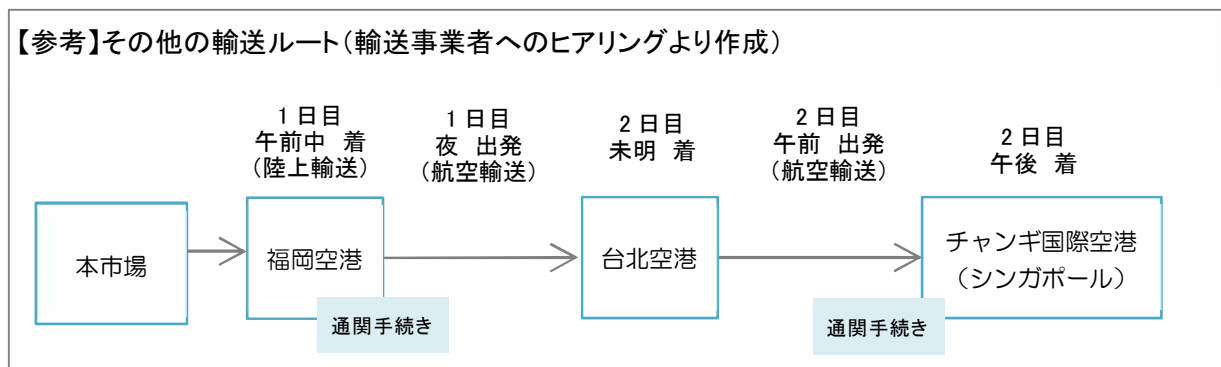 【参考】その他の輸送ルート（輸送事業者へのヒアリングより作成）
1日目
午前中 着
（陸上輸送）
1日目
夜 出発
（航空輸送）
2日目
未明 着
2日目
午前 出発
（航空輸送）
2日目
午後 着
本市場
福岡空港
台北空港
チャンギ国際空港
（シンガポール）
通関手続き
通関手続き